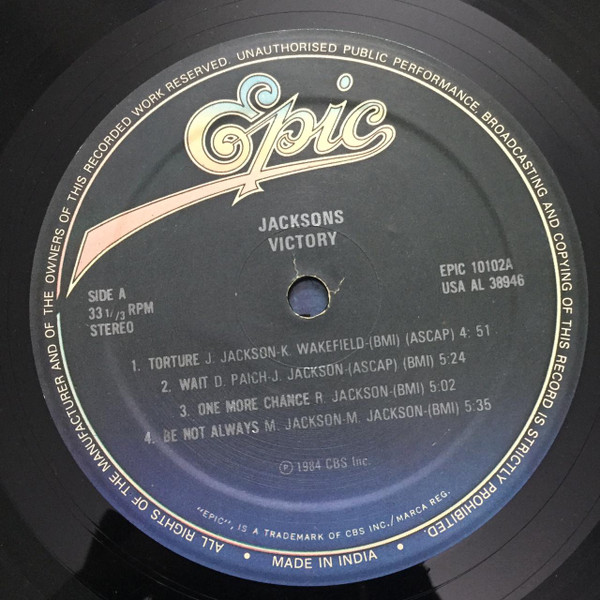 ALL RIGHTS OF THE MANUFACTURER AND OF THE OWNERS OF THIS RECORDED WORK RESERVED. UNAUTHORISED PUBLIC PERFORMANCE, BROADCASTING AND COPYING OF THIS RECORD IS STRICTLY PROHIBITED.
Epic
JACKSONS
VICTORY
SIDE A
33 1/3 RPM
STEREO
EPIC 10102A
USA AL 38946
1. TORTURE J. JACKSON-K. WAKEFIELD-(BMI) (ASCAP) 4: 51
2. WAIT D. PAICH-J. JACKSON-(ASCAP) (BMI) 5:24
3. ONE MORE CHANCE R. JACKSON-(BMI) 5:02
4. BE NOT ALWAYS M. JACKSON-M. JACKSON-(BMI) 5:35
Ⓟ 1984 CBS Inc.
"EPIC", IS A TRADEMARK OF CBS INC./MARCA REG.
• MADE IN INDIA •